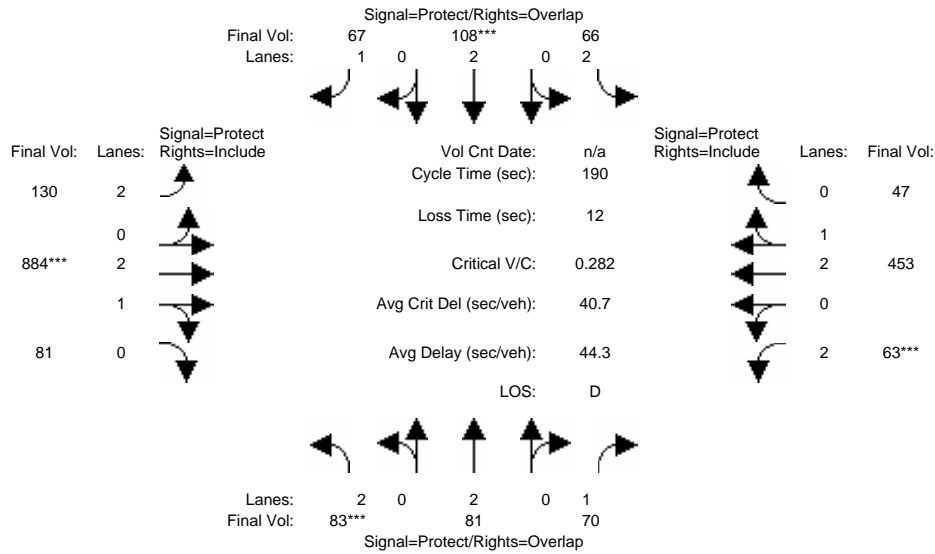 Signal=Protect/Rights=Overlap
Final Vol: 67 108*** 66
Lanes: 1 0 2 0 2
Signal=Protect Signal=Protect
Final Vol: Lanes: Rights=Include Vol Cnt Date: n/a Rights=Include Lanes: Final Vol:
Cycle Time (sec): 190
130 2 0 47
Loss Time (sec): 12
0 1
884*** 2 Critical V/C: 0.282 2 453
1 Avg Crit Del (sec/veh): 40.7 0
81 0 Avg Delay (sec/veh): 44.3 2 63***
LOS: D
Lanes: 2 0 2 0 1
Final Vol: 83*** 81 70
Signal=Protect/Rights=Overlap